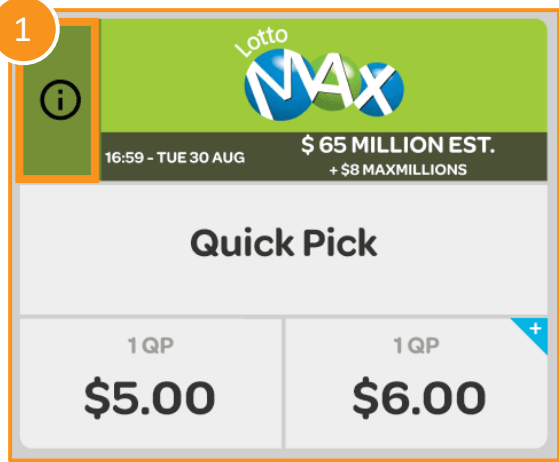 1
Lotto
MAX
16:59 - TUE 30 AUG
$ 65 MILLION EST.
+ $8 MAXMILLIONS
Quick Pick
1 QP
$5.00
1 QP
+
$6.00